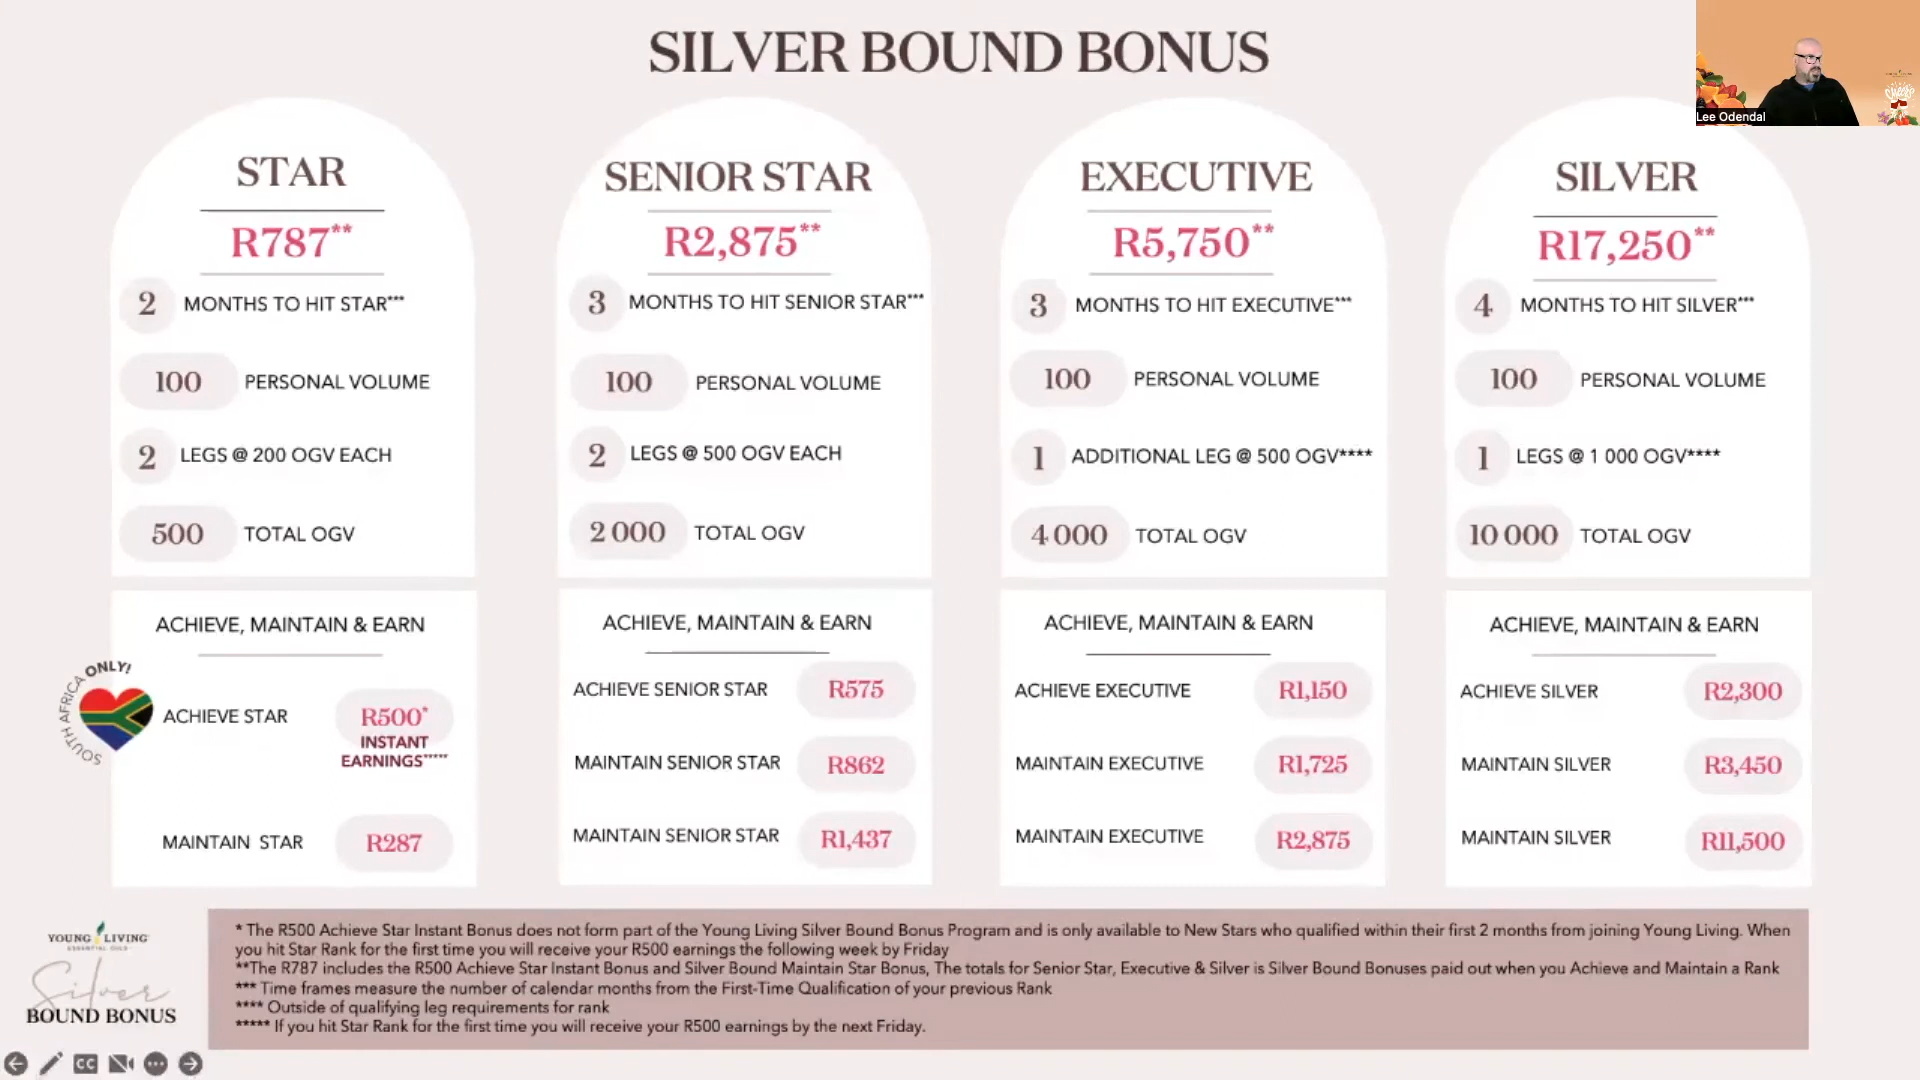 SILVER BOUND BONUS
Lee Odendal
STAR
R787**
2 MONTHS TO HIT STAR***
100 PERSONAL VOLUME
2 LEGS @ 200 OGV EACH
500 TOTAL OGV
ACHIEVE, MAINTAIN & EARN
SOUTH AFRICA ONLY!
ACHIEVE STAR R500*
INSTANT
EARNINGS*****
MAINTAIN STAR R287
SENIOR STAR
R2,875**
3 MONTHS TO HIT SENIOR STAR***
100 PERSONAL VOLUME
2 LEGS @ 500 OGV EACH
2 000 TOTAL OGV
ACHIEVE, MAINTAIN & EARN
ACHIEVE SENIOR STAR R575
MAINTAIN SENIOR STAR R862
MAINTAIN SENIOR STAR R1,437
EXECUTIVE
R5,750**
3 MONTHS TO HIT EXECUTIVE***
100 PERSONAL VOLUME
1 ADDITIONAL LEG @ 500 OGV****
4 000 TOTAL OGV
ACHIEVE, MAINTAIN & EARN
ACHIEVE EXECUTIVE R1,150
MAINTAIN EXECUTIVE R1,725
MAINTAIN EXECUTIVE R2,875
SILVER
R17,250**
4 MONTHS TO HIT SILVER***
100 PERSONAL VOLUME
1 LEGS @ 1 000 OGV****
10 000 TOTAL OGV
ACHIEVE, MAINTAIN & EARN
ACHIEVE SILVER R2,300
MAINTAIN SILVER R3,450
MAINTAIN SILVER R11,500
YOUNG LIVING
ESSENTIAL OILS
Silver
BOUND BONUS
* The R500 Achieve Star Instant Bonus does not form part of the Young Living Silver Bound Bonus Program and is only available to New Stars who qualified within their first 2 months from joining Young Living. When
you hit Star Rank for the first time you will receive your R500 earnings the following week by Friday
**The R787 includes the R500 Achieve Star Instant Bonus and Silver Bound Maintain Star Bonus, The totals for Senior Star, Executive & Silver is Silver Bound Bonuses paid out when you Achieve and Maintain a Rank
*** Time frames measure the number of calendar months from the First-Time Qualification of your previous Rank
**** Outside of qualifying leg requirements for rank
***** If you hit Star Rank for the first time you will receive your R500 earnings by the next Friday.
CC